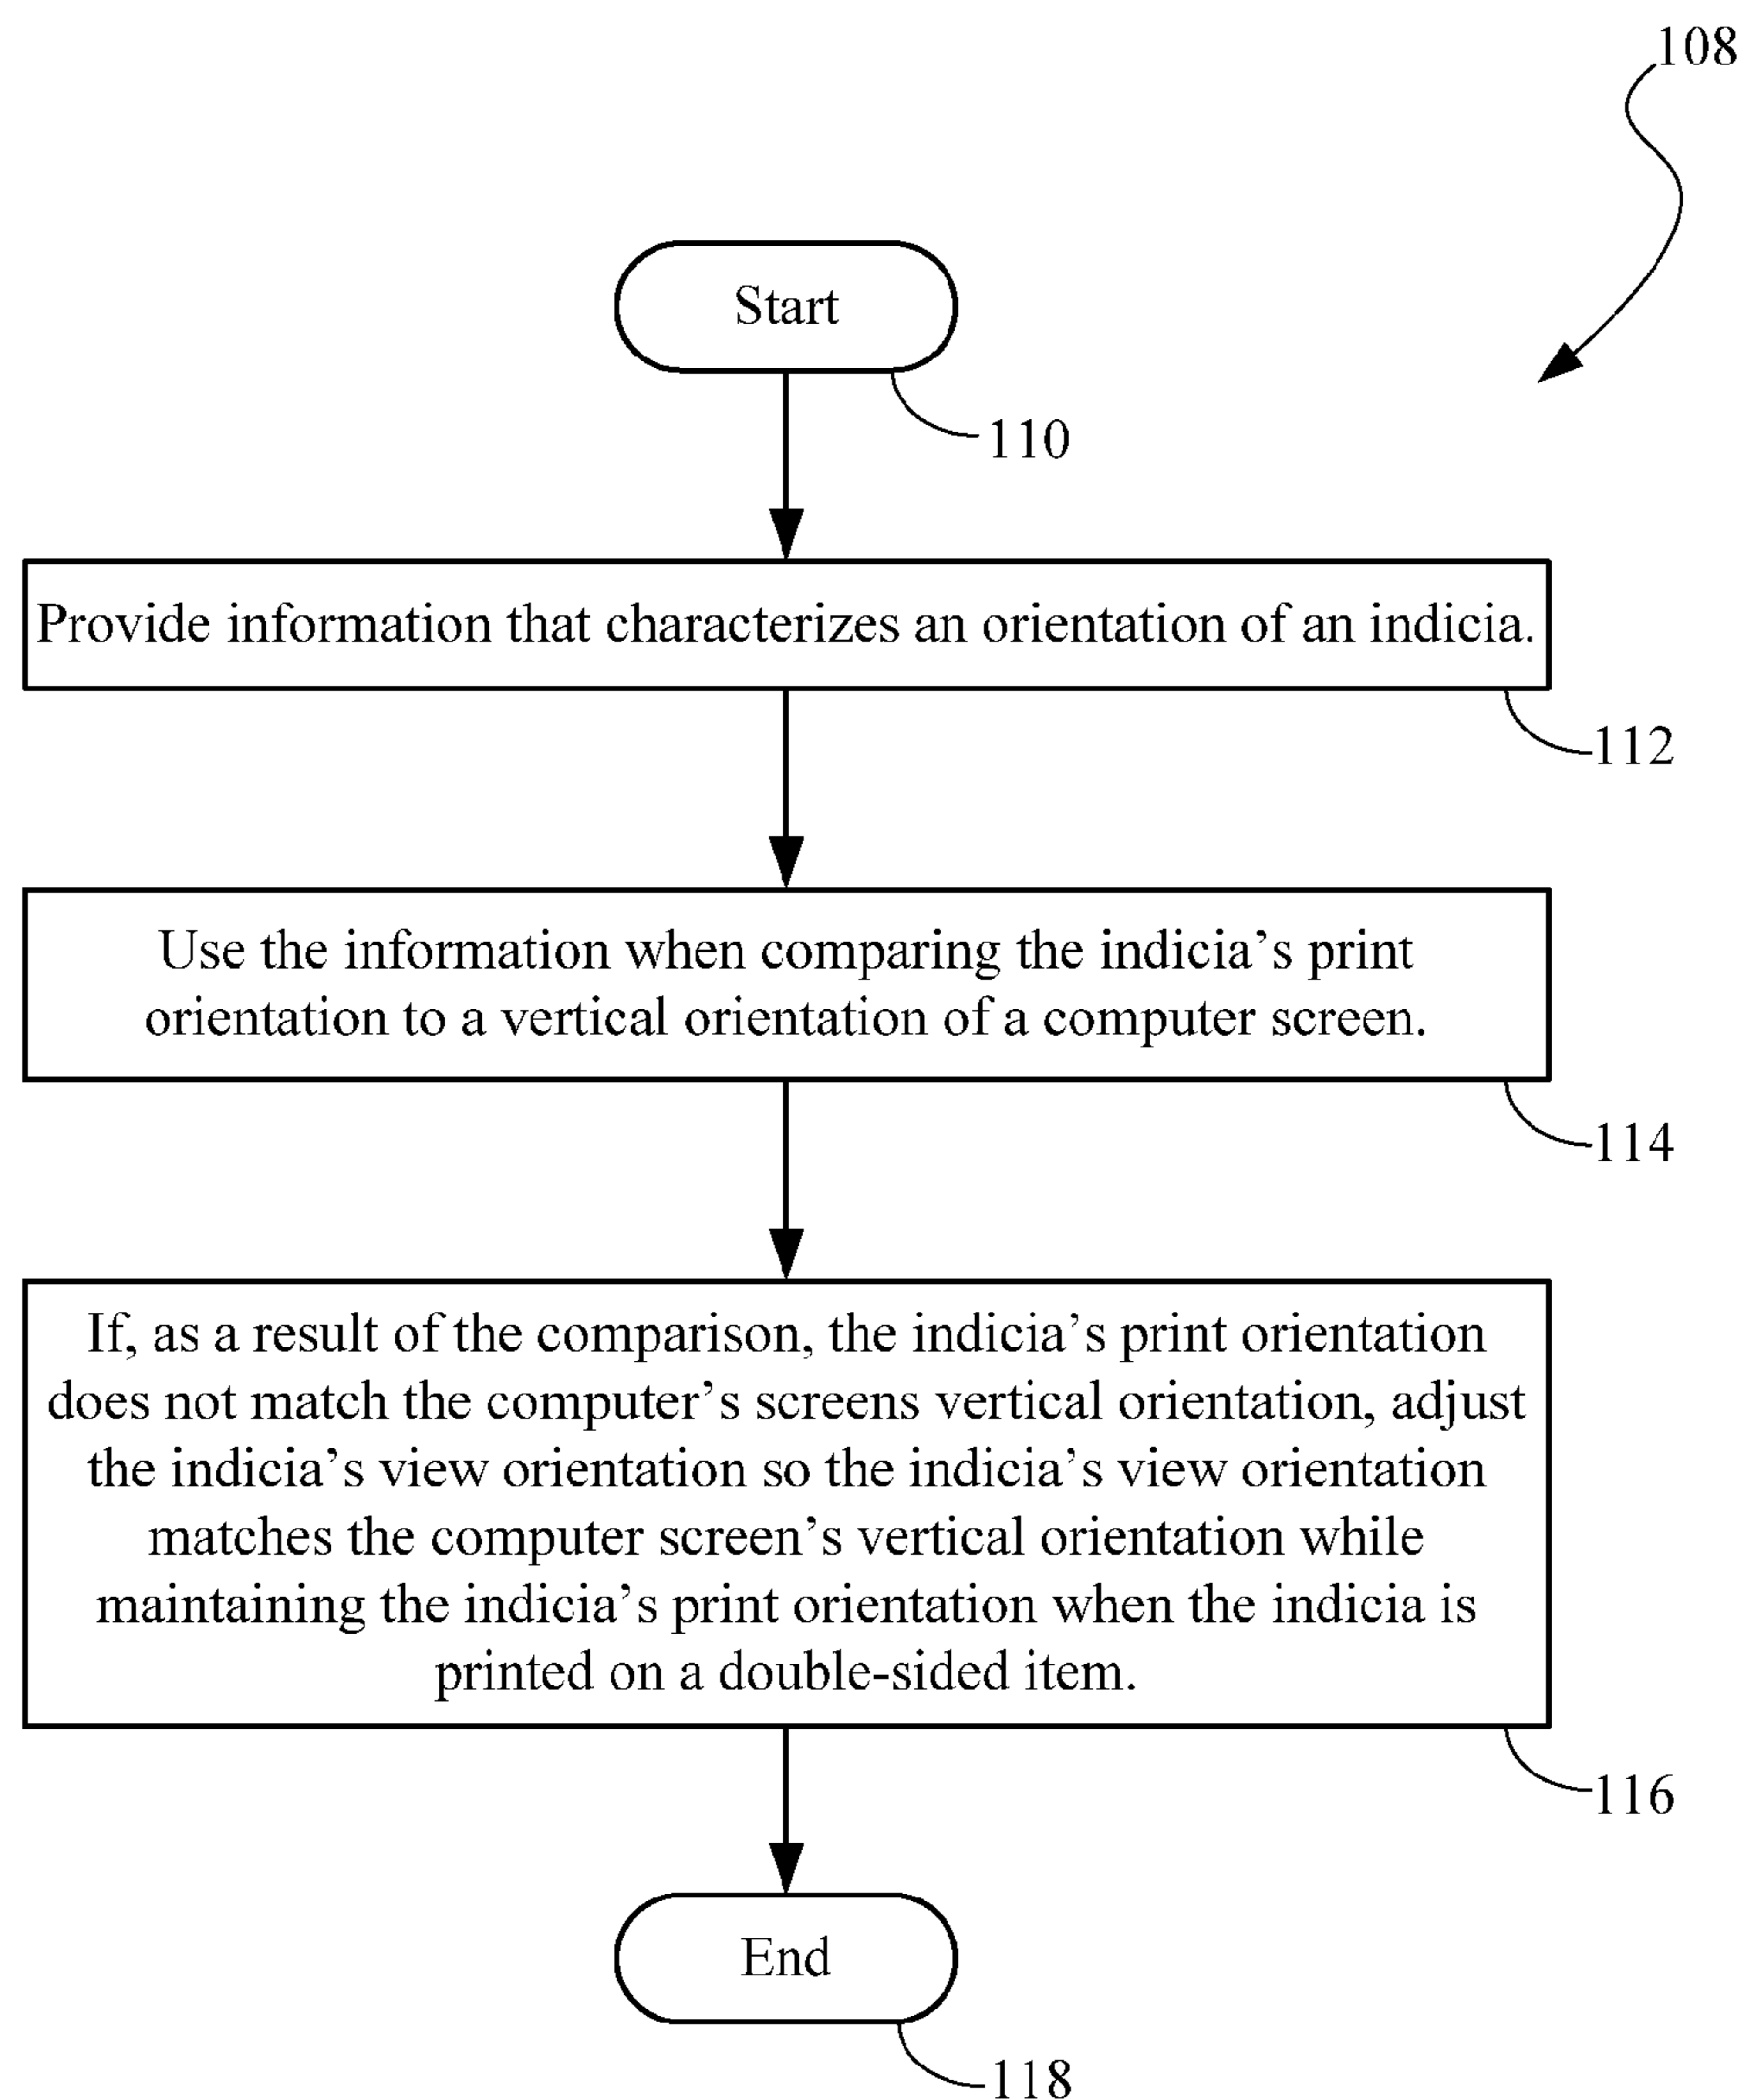 108
Start
110
Provide information that characterizes an orientation of an indicia.
112
Use the information when comparing the indicia’s print
orientation to a vertical orientation of a computer screen.
114
If, as a result of the comparison, the indicia’s print orientation
does not match the computer’s screens vertical orientation, adjust
the indicia’s view orientation so the indicia’s view orientation
matches the computer screen’s vertical orientation while
maintaining the indicia’s print orientation when the indicia is
printed on a double-sided item.
116
End
118